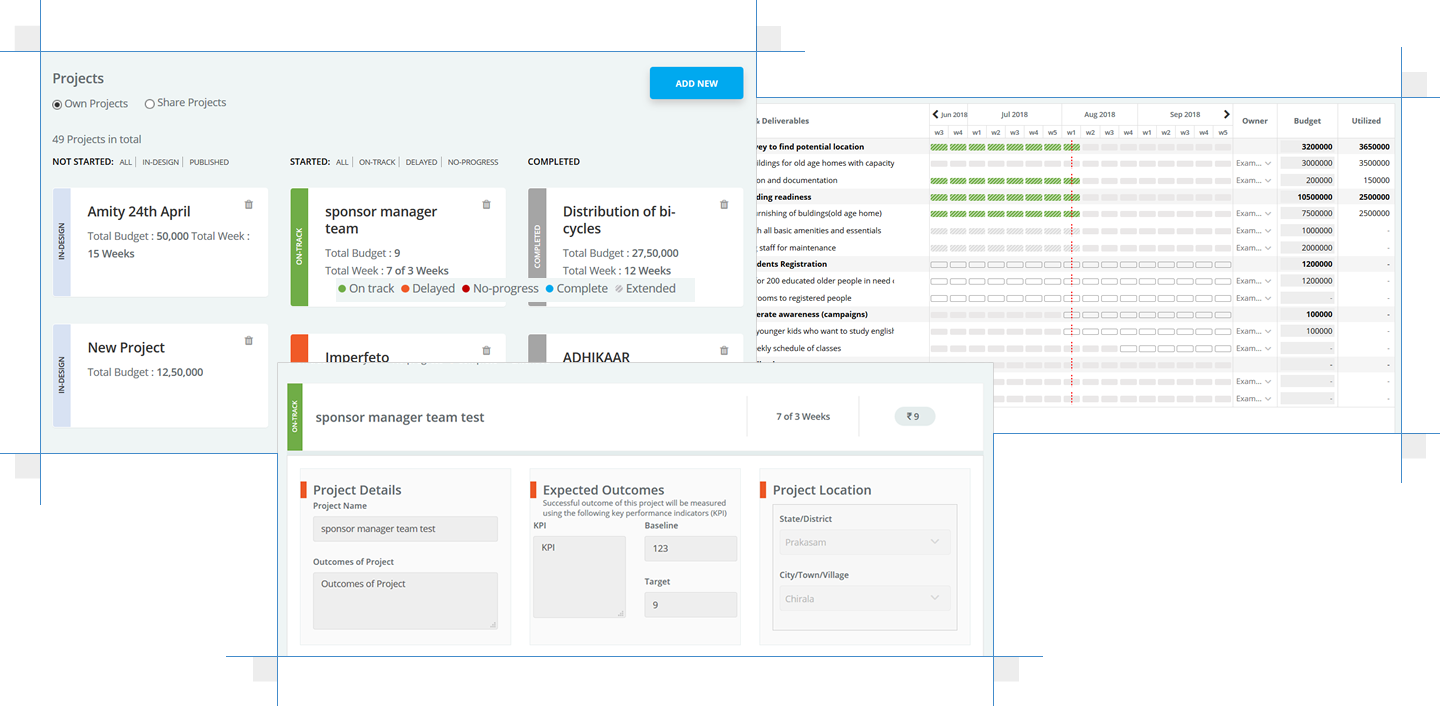 Projects
ADD NEW
Own Projects
Share Projects
49 Projects in total
NOT STARTED: ALL | IN-DESIGN | PUBLISHED
STARTED: ALL | ON-TRACK | DELAYED | NO-PROGRESS
COMPLETED
IN-DESIGN
Amity 24th April
Total Budget : 50,000 Total Week :
15 Weeks
ON-TRACK
sponsor manager
team
Total Budget : 9
Total Week : 7 of 3 Weeks
COMPLETED
Distribution of bi-
cycles
Total Budget : 27,50,000
Total Week : 12 Weeks
On track Delayed No-progress Complete Extended
IN-DESIGN
New Project
Total Budget : 12,50,000
Imperfeto
ADHIKAAR
& Deliverables
Jun 2018 Jul 2018 Aug 2018 Sep 2018
Owner Budget Utilized
w3 w4 w1 w2 w3 w4 w5 w1 w2 w3 w4 w1 w2 w3 w4 w5
vey to find potential location 3200000 3650000
ildings for old age homes with capacity Exam... 3000000 3500000
on and documentation Exam... 200000 150000
ding readiness 10500000 2500000
urnishing of buldings(old age home) Exam... 7500000 2500000
h all basic amenities and essentials Exam... 1000000 -
staff for maintenance Exam... 2000000 -
dents Registration 1200000 -
or 200 educated older people in need Exam... 1200000 -
rooms to registered people Exam... - -
erate awareness (campaigns) 100000 -
younger kids who want to study english Exam... 100000 -
ekly schedule of classes Exam... - -
- -
Exam... - -
Exam... - -
ON-TRACK
sponsor manager team test
7 of 3 Weeks
₹ 9
Project Details
Project Name
sponsor manager team test
Outcomes of Project
Outcomes of Project
Expected Outcomes
Successful outcome of this project will be measured
using the following key performance indicators (KPI)
KPI Baseline
KPI
123
Target
9
Project Location
State/District
Prakasam
City/Town/Village
Chirala